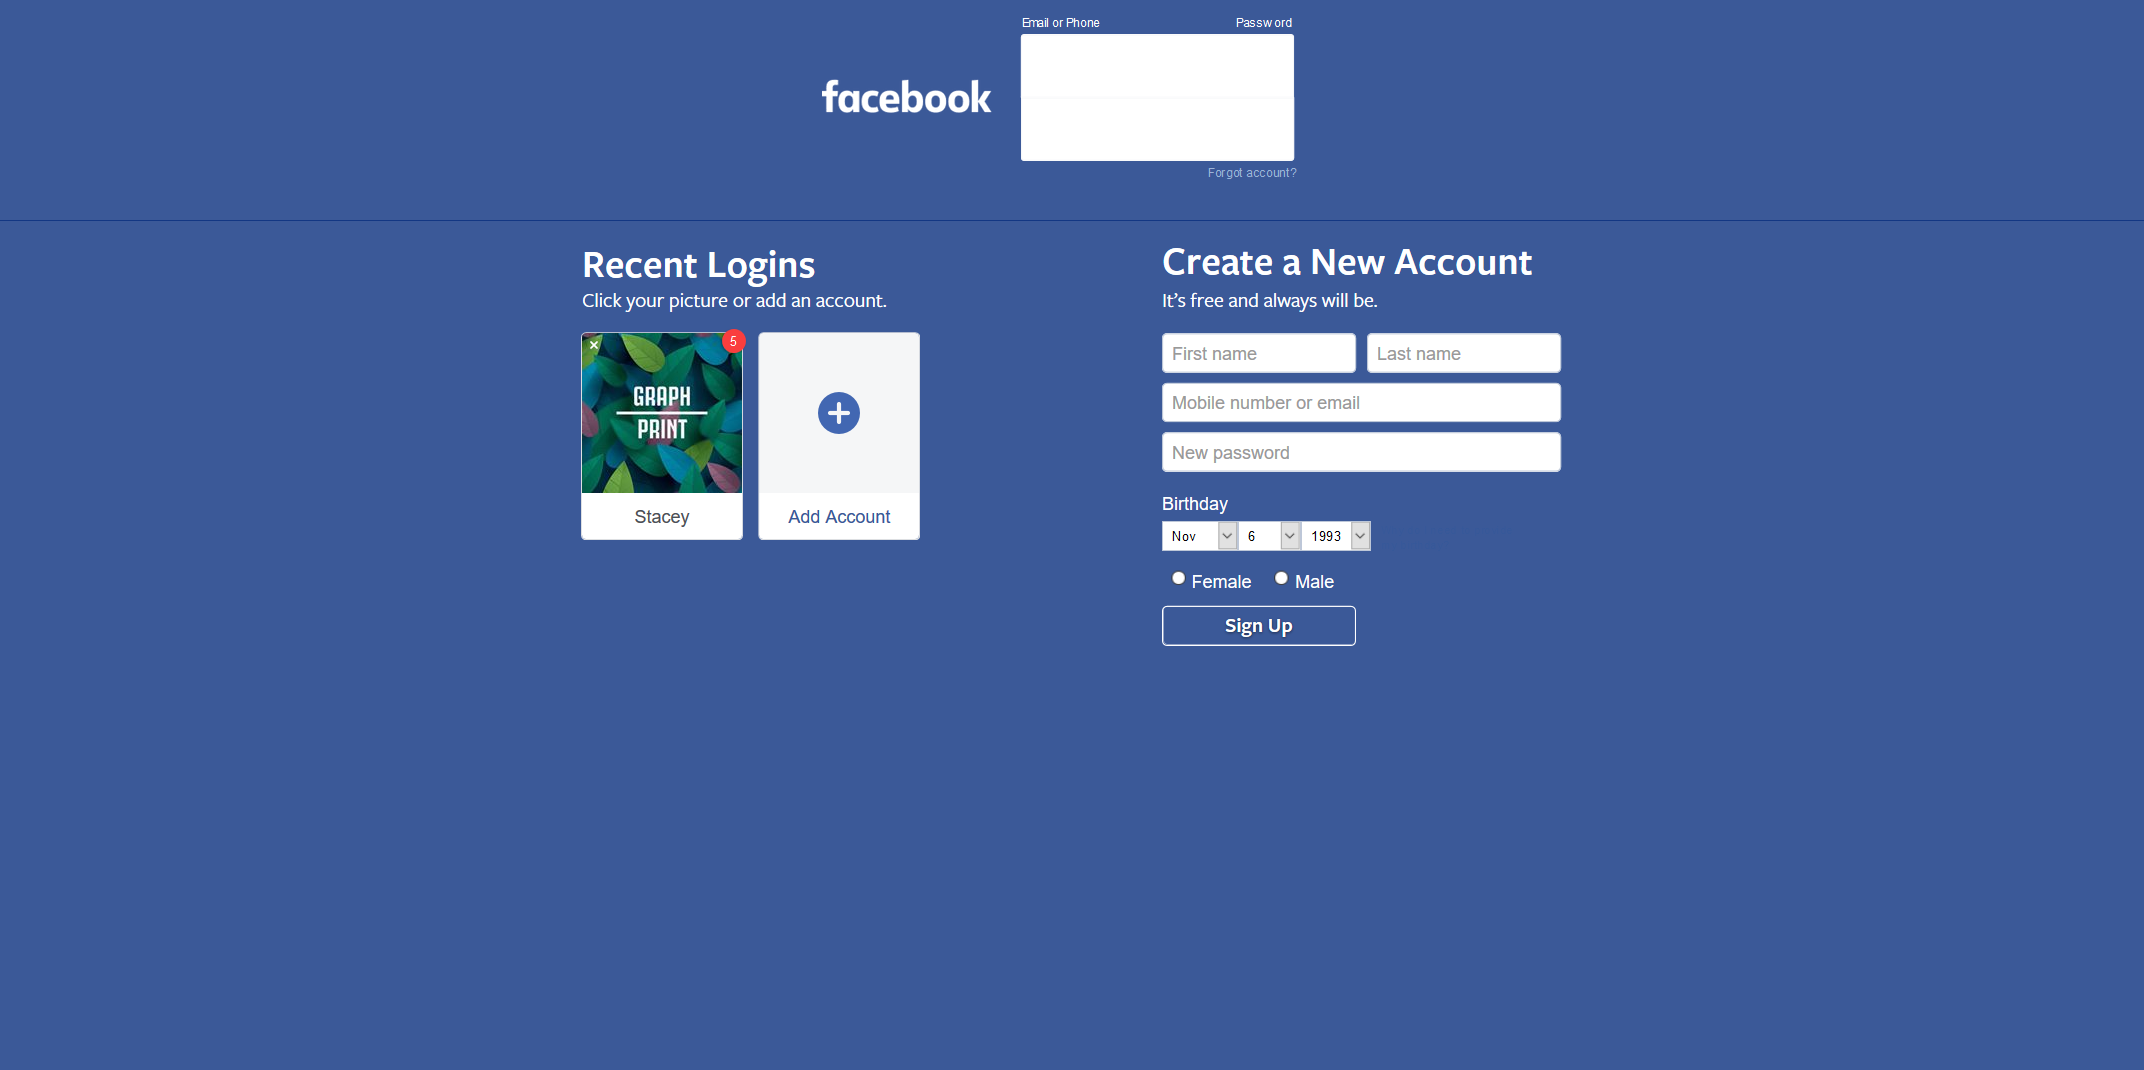 Email or Phone
Password
facebook
Forgot account?
Recent Logins
Click your picture or add an account.
5
GRAPH
PRINT
Stacey
Add Account
Create a New Account
It's free and always will be.
First name
Last name
Mobile number or email
New password
Birthday
Nov 6 1993
Female Male
Sign Up